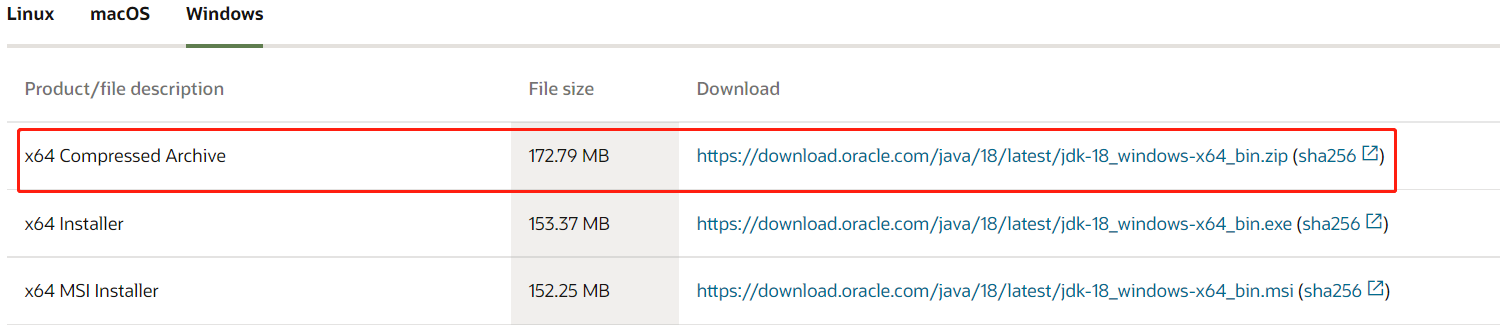 Linux macOS Windows
Product/file description File size Download
x64 Compressed Archive 172.79 MB https://download.oracle.com/java/18/latest/jdk-18_windows-x64_bin.zip (sha256)
x64 Installer 153.37 MB https://download.oracle.com/java/18/latest/jdk-18_windows-x64_bin.exe (sha256)
x64 MSI Installer 152.25 MB https://download.oracle.com/java/18/latest/jdk-18_windows-x64_bin.msi (sha256)